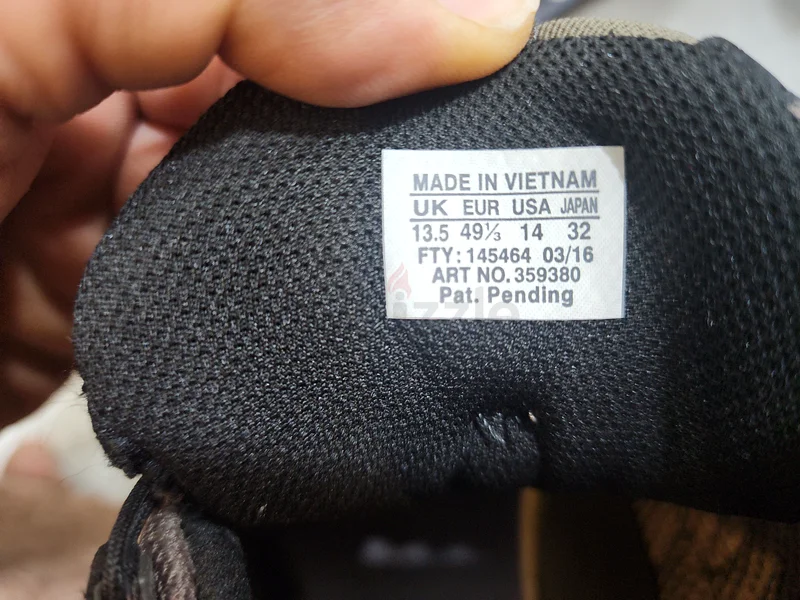 MADE IN VIETNAM
UK EUR USA JAPAN
13.5 49⅓ 14 32
FTY: 145464 03/16
ART NO. 359380
Pat. Pending